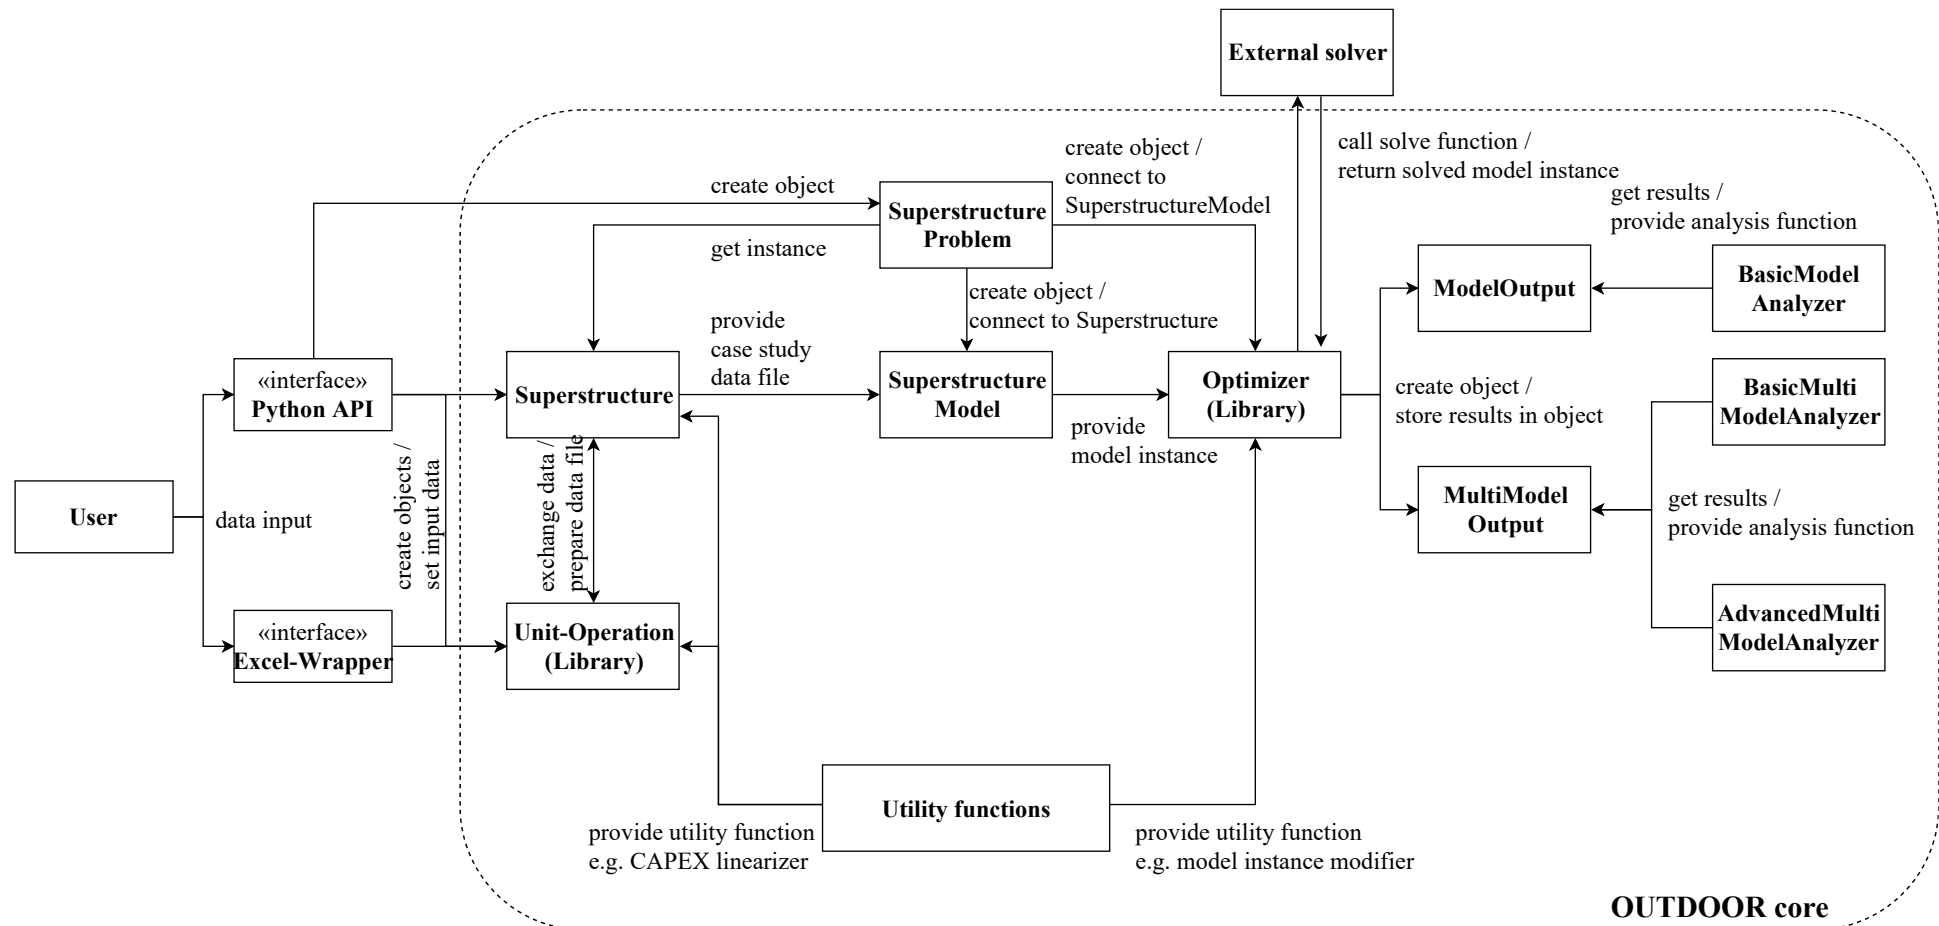 External solver
call solve function /
return solved model instance
create object /
connect to
SuperstructureModel
create object
Superstructure
Problem
get instance
get results /
provide analysis function
create object /
connect to Superstructure
ModelOutput
BasicModel
Analyzer
provide
case study
data file
«interface»
Python API
Superstructure
Superstructure
Model
Optimizer
(Library)
create object /
store results in object
BasicMulti
ModelAnalyzer
provide
model instance
create objects /
set input data
exchange data /
prepare data file
User
data input
MultiModel
Output
get results /
provide analysis function
«interface»
Excel-Wrapper
Unit-Operation
(Library)
AdvancedMulti
ModelAnalyzer
Utility functions
provide utility function
e.g. CAPEX linearizer
provide utility function
e.g. model instance modifier
OUTDOOR core